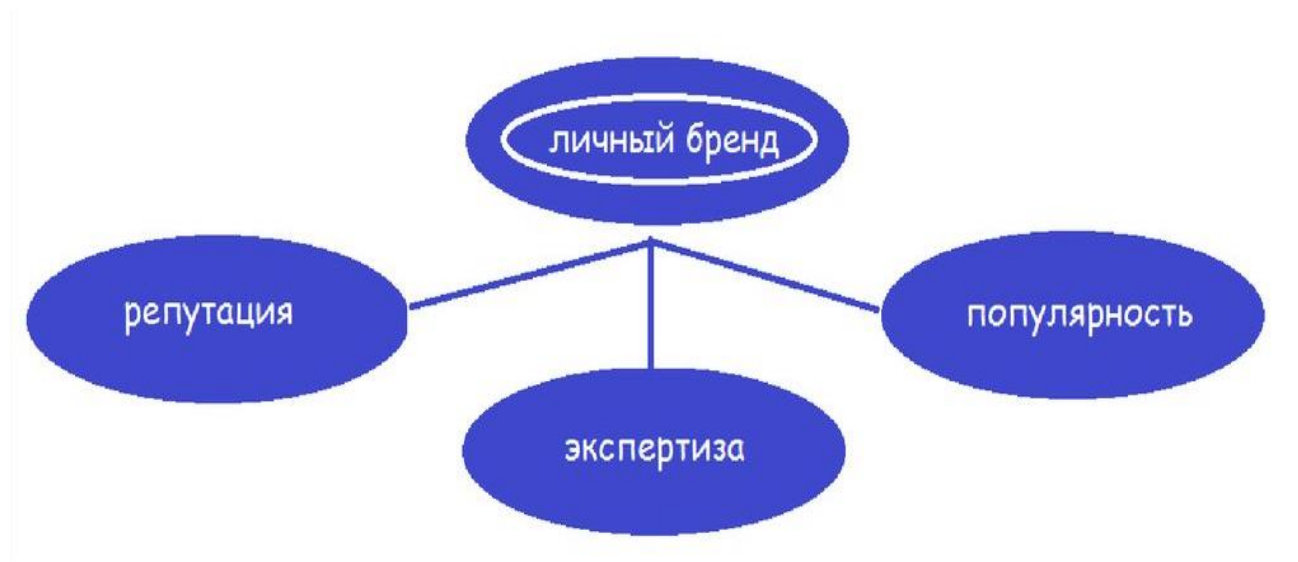 личный бренд
репутация
популярность
экспертиза